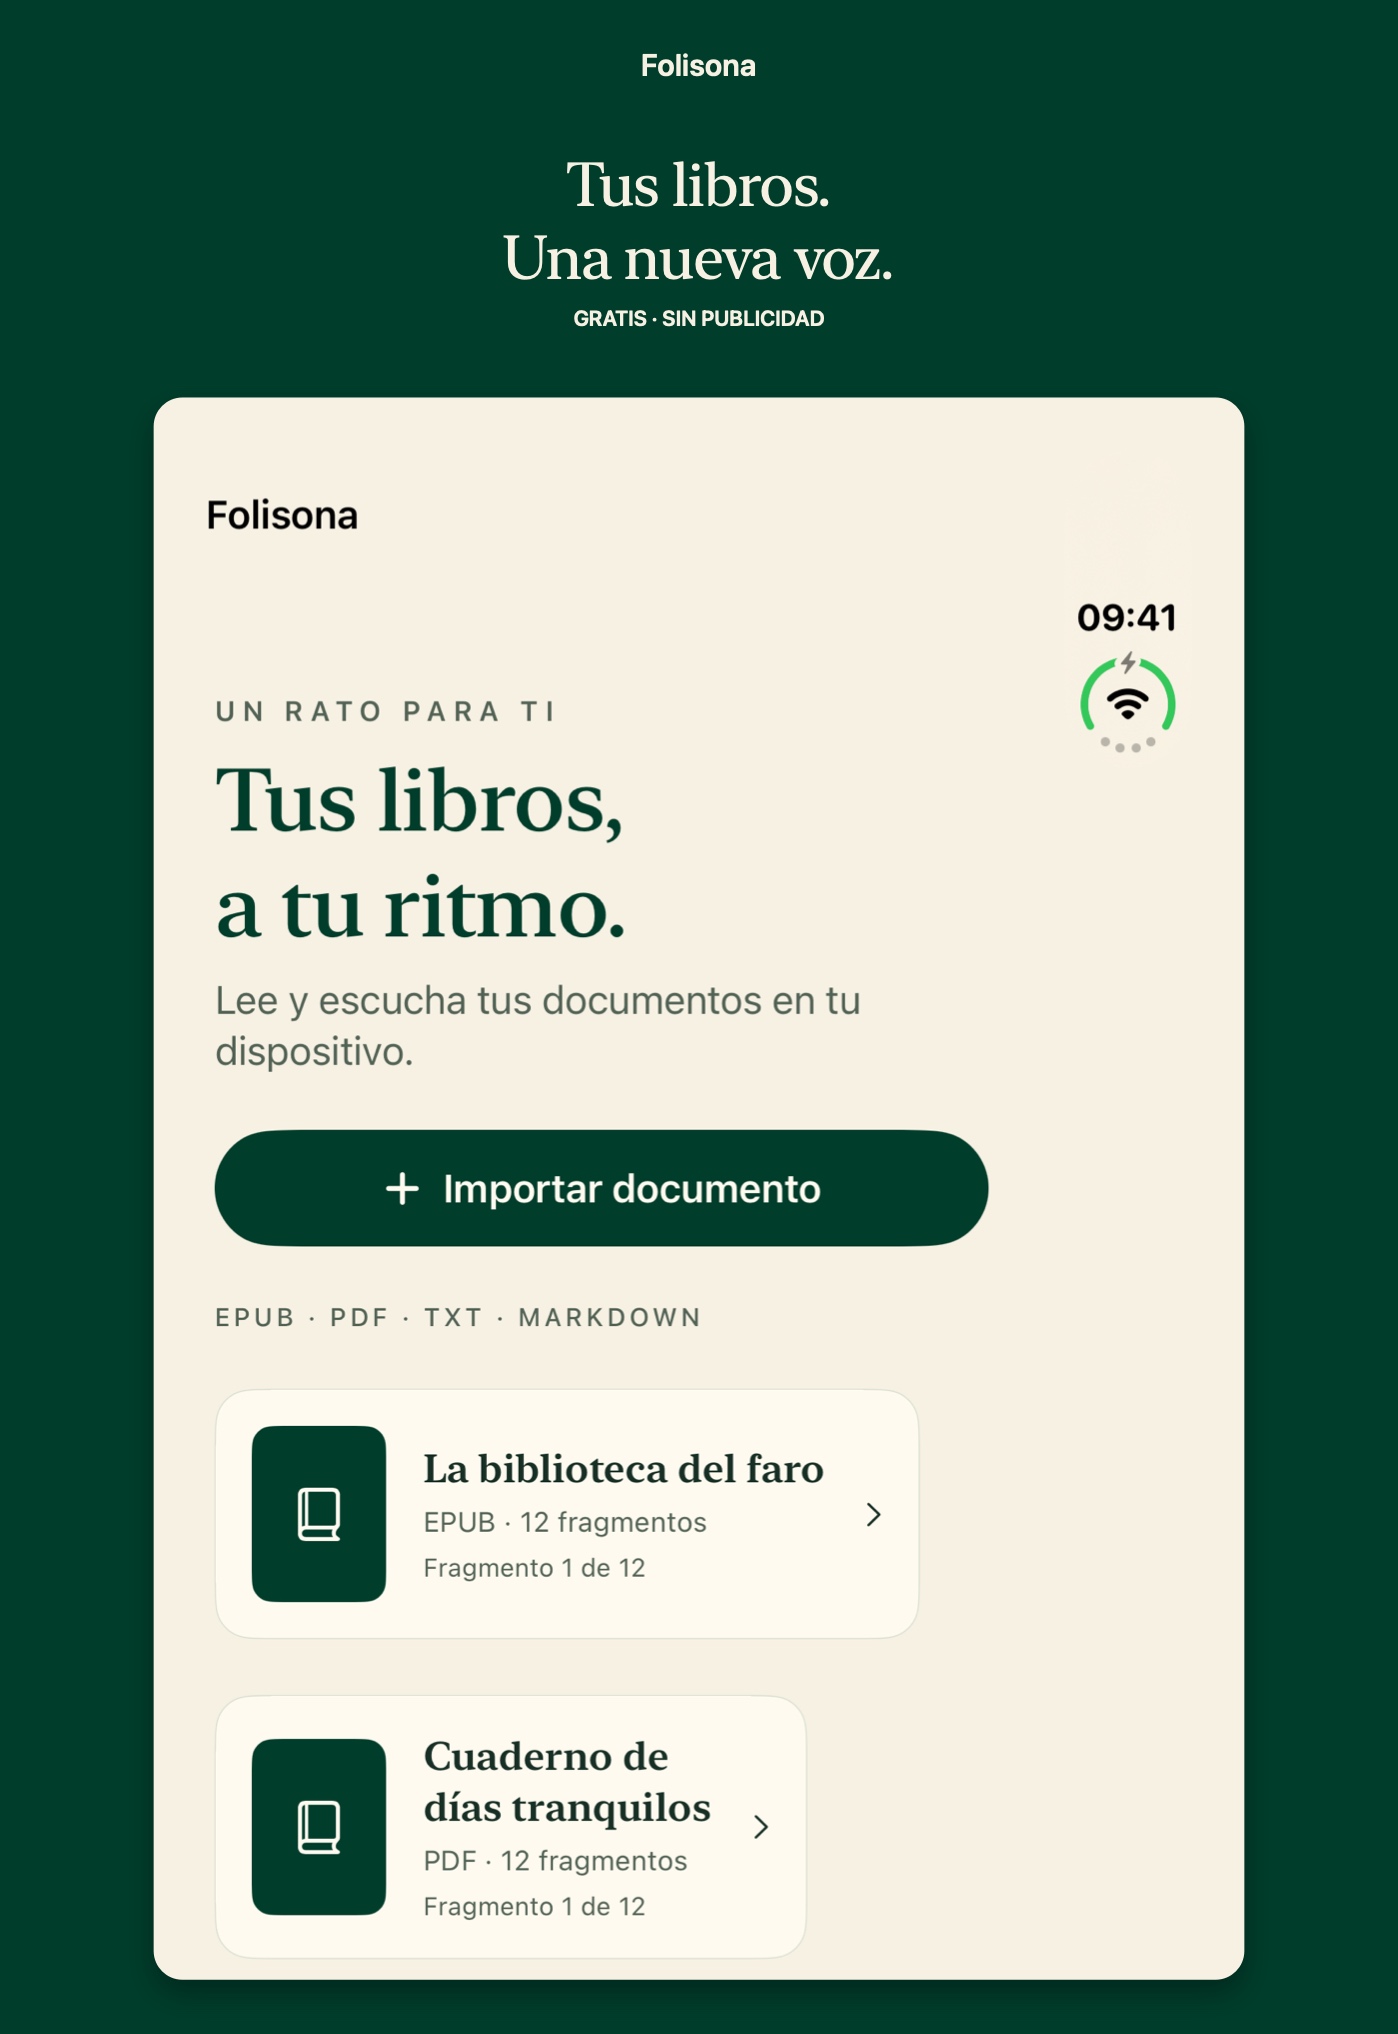 Folisona
Tus libros.
Una nueva voz.
GRATIS · SIN PUBLICIDAD
Folisona
09:41
UN RATO PARA TI
Tus libros,
a tu ritmo.
Lee y escucha tus documentos en tu
dispositivo.
+ Importar documento
EPUB · PDF · TXT · MARKDOWN
La biblioteca del faro
EPUB · 12 fragmentos
Fragmento 1 de 12
Cuaderno de
días tranquilos
PDF · 12 fragmentos
Fragmento 1 de 12